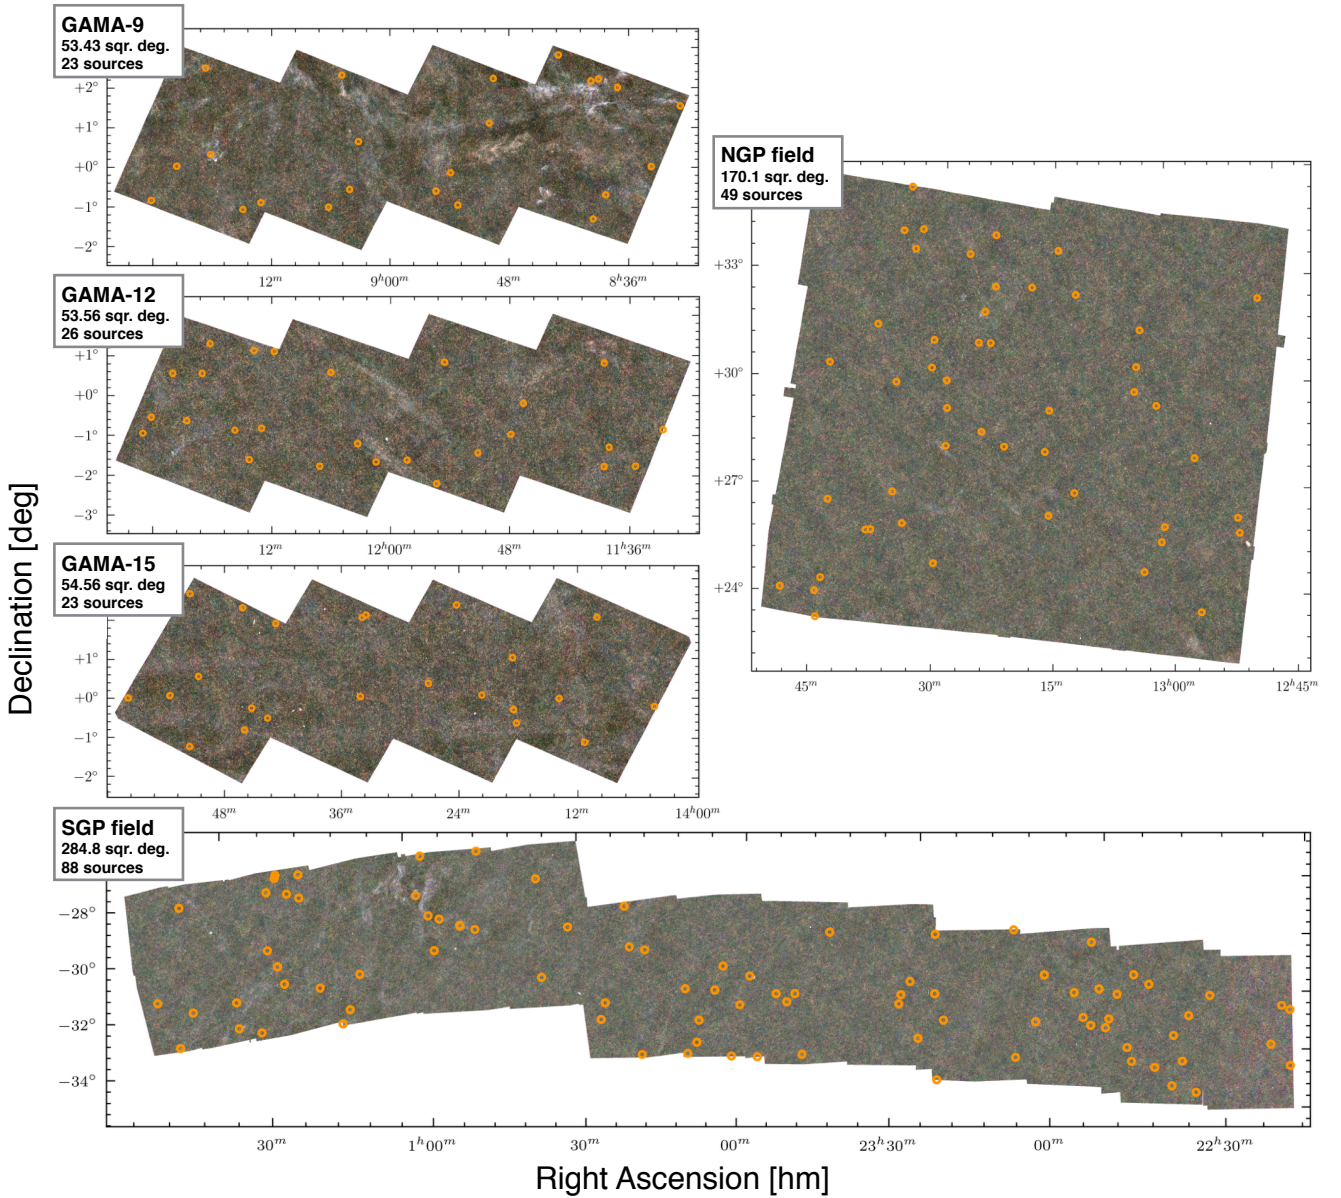 GAMA-9
53.43 sqr. deg.
23 sources
+2°
+1°
+0°
−1°
−2°
12ᵐ
9ʰ00ᵐ
48ᵐ
8ʰ36ᵐ
GAMA-12
53.56 sqr. deg.
26 sources
+1°
+0°
−1°
−2°
−3°
12ᵐ
12ʰ00ᵐ
48ᵐ
11ʰ36ᵐ
GAMA-15
54.56 sqr. deg
23 sources
+1°
+0°
−1°
−2°
48ᵐ
36ᵐ
24ᵐ
12ᵐ
14ʰ00ᵐ
NGP field
170.1 sqr. deg.
49 sources
+33°
+30°
+27°
+24°
45ᵐ
30ᵐ
15ᵐ
13ʰ00ᵐ
12ʰ45ᵐ
SGP field
284.8 sqr. deg.
88 sources
−28°
−30°
−32°
−34°
30ᵐ
1ʰ00ᵐ
30ᵐ
00ᵐ
23ʰ30ᵐ
00ᵐ
22ʰ30ᵐ
Declination [deg]
Right Ascension [hm]